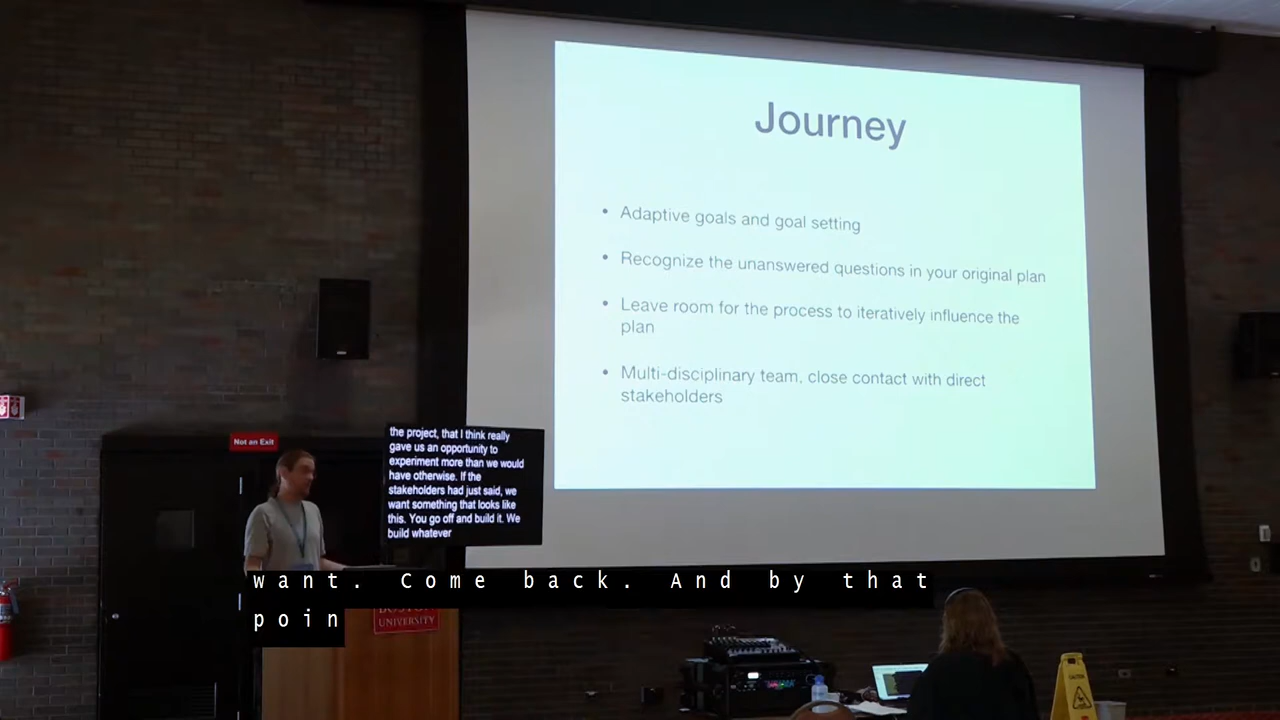 Journey
• Adaptive goals and goal setting
• Recognize the unanswered questions in your original plan
• Leave room for the process to iteratively influence the
plan
• Multi-disciplinary team, close contact with direct
stakeholders
Not an Exit
the project, that I think really
gave us an opportunity to
experiment more than we would
have otherwise. If the
stakeholders had just said, we
want something that looks like
this. You go off and build it. We
build whatever
want. Come back. And by that
poin
BOSTON
UNIVERSITY
CAUTION